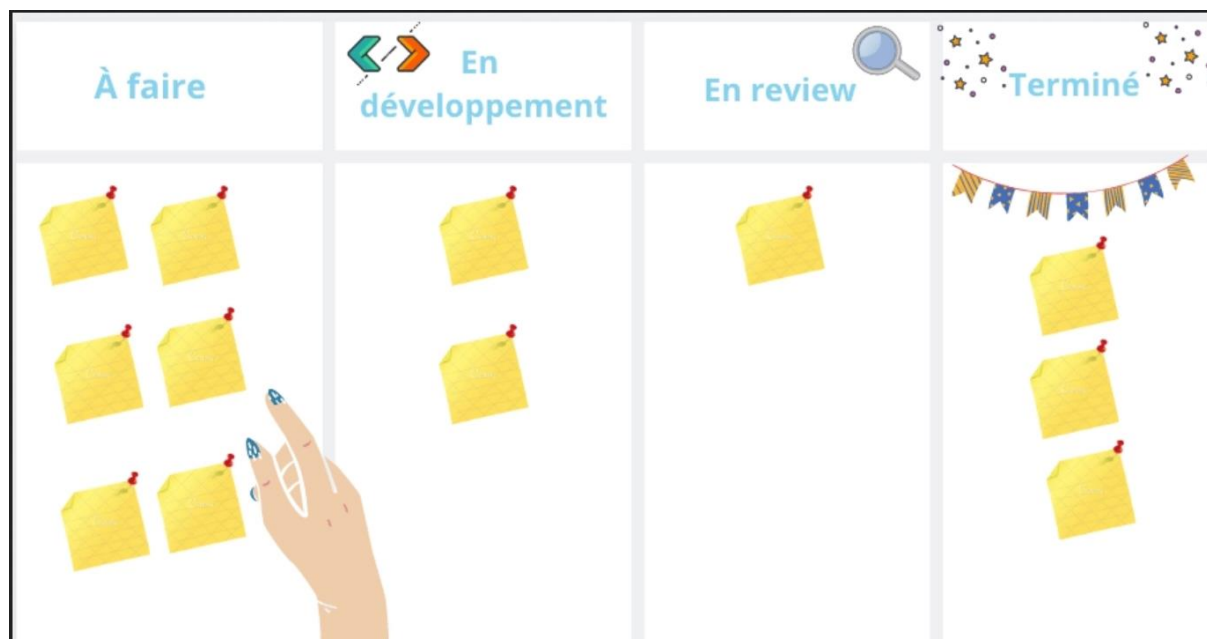 À faire
En
développement
En review
Terminé